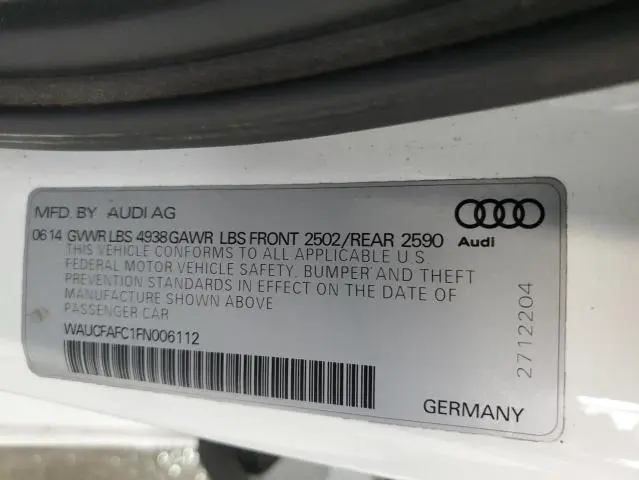 MFD. BY AUDI AG
06 14 GVWR LBS 4938 GAWR LBS FRONT 2502/REAR 2590
Audi
THIS VEHICLE CONFORMS TO ALL APPLICABLE U.S.
FEDERAL MOTOR VEHICLE SAFETY, BUMPER AND THEFT
PREVENTION STANDARDS IN EFFECT ON THE DATE OF
MANUFACTURE SHOWN ABOVE
PASSENGER CAR
WAUCFAFC1FN006112
2712204
GERMANY